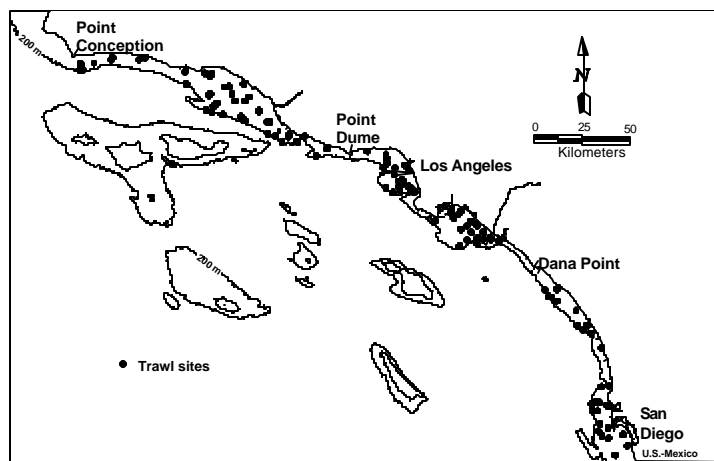 Point
Conception
200 m
Point
Dume
Los Angeles
N
0 25 50
Kilometers
200 m
Dana Point
Trawl sites
San
Diego
U.S.-Mexico